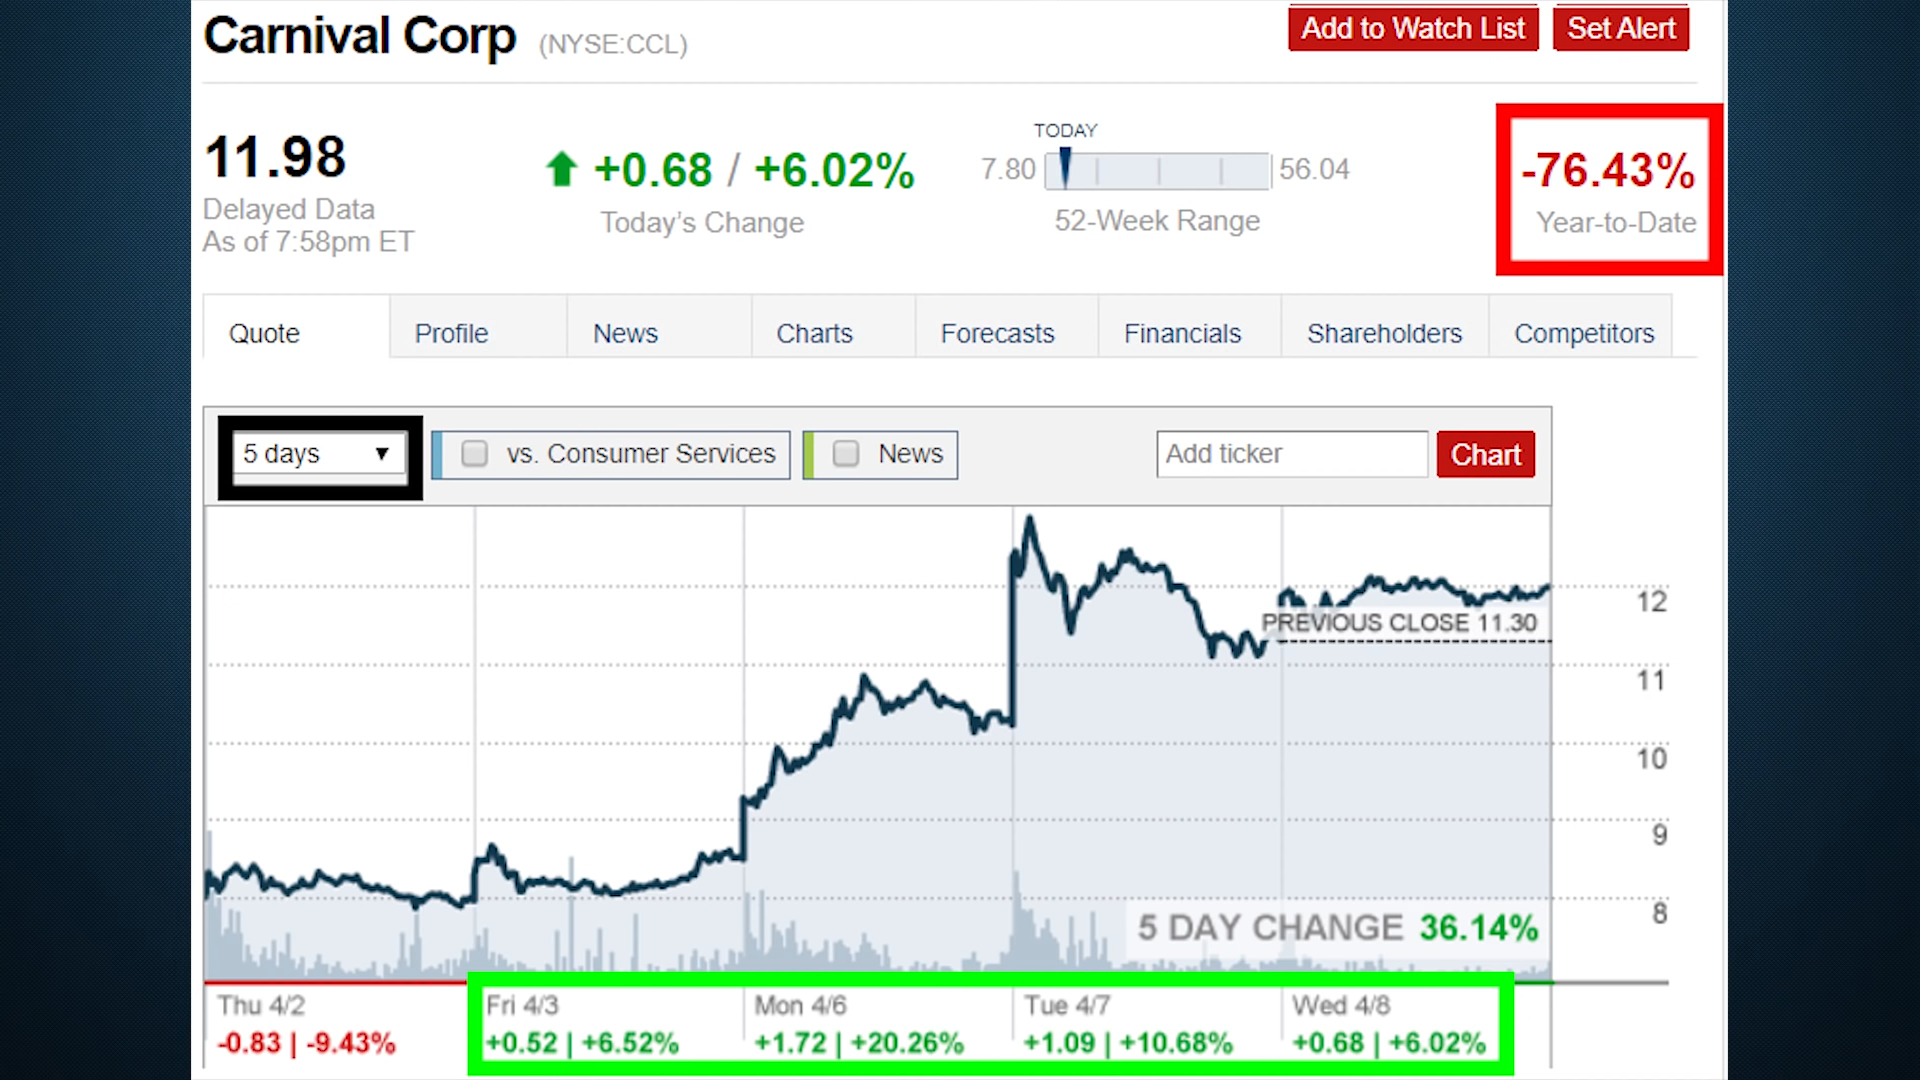 Carnival Corp (NYSE:CCL)
Add to Watch List
Set Alert
11.98
Delayed Data
As of 7:58pm ET
+0.68 / +6.02%
Today's Change
TODAY
7.80
56.04
52-Week Range
-76.43%
Year-to-Date
Quote
Profile
News
Charts
Forecasts
Financials
Shareholders
Competitors
5 days
vs. Consumer Services
News
Add ticker
Chart
12
PREVIOUS CLOSE 11.30
11
10
9
8
5 DAY CHANGE 36.14%
Thu 4/2
-0.83 | -9.43%
Fri 4/3
+0.52 | +6.52%
Mon 4/6
+1.72 | +20.26%
Tue 4/7
+1.09 | +10.68%
Wed 4/8
+0.68 | +6.02%